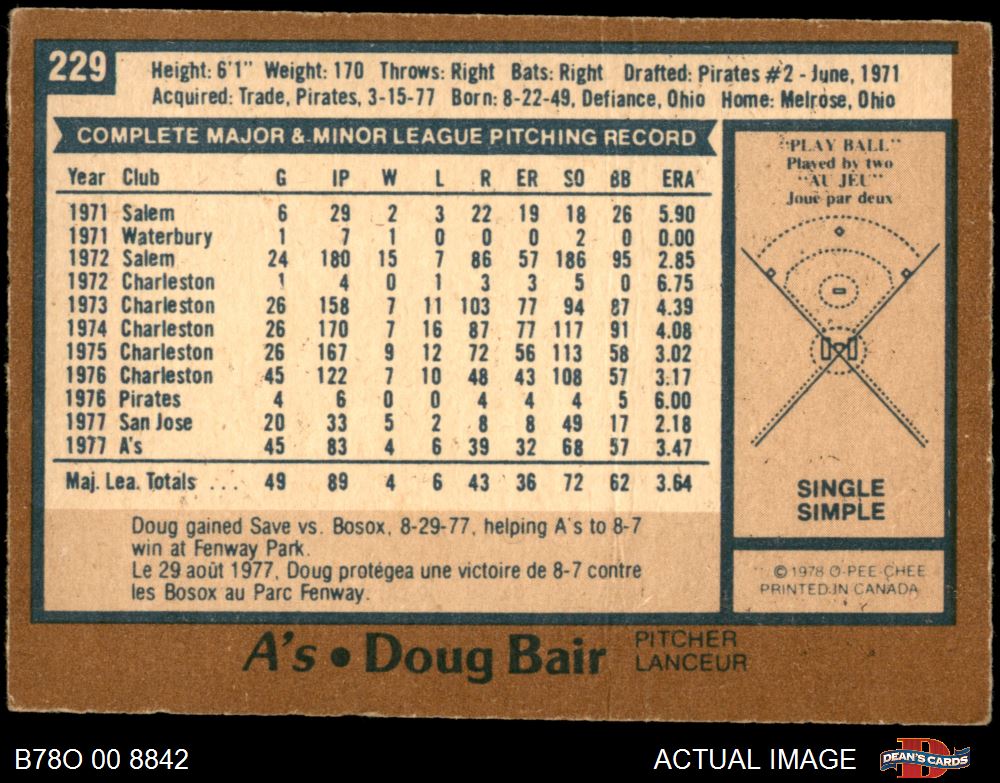 229
Height: 6'1" Weight: 170 Throws: Right Bats: Right Drafted: Pirates #2 - June, 1971
Acquired: Trade, Pirates, 3-15-77 Born: 8-22-49, Defiance, Ohio Home: Melrose, Ohio
COMPLETE MAJOR & MINOR LEAGUE PITCHING RECORD
Year Club G IP W L R ER SO BB ERA
1971 Salem 6 29 2 3 22 19 18 26 5.90
1971 Waterbury 1 7 1 0 0 0 2 0 0.00
1972 Salem 24 180 15 7 86 57 186 95 2.85
1972 Charleston 1 4 0 1 3 3 5 0 6.75
1973 Charleston 26 158 7 11 103 77 94 87 4.39
1974 Charleston 26 170 7 16 87 77 117 91 4.08
1975 Charleston 26 167 9 12 72 56 113 58 3.02
1976 Charleston 45 122 7 10 48 43 108 57 3.17
1976 Pirates 4 6 0 0 4 4 4 5 6.00
1977 San Jose 20 33 5 2 8 8 49 17 2.18
1977 A's 45 83 4 6 39 32 68 57 3.47
Maj. Lea. Totals ... 49 89 4 6 43 36 72 62 3.64
Doug gained Save vs. Bosox, 8-29-77, helping A's to 8-7
win at Fenway Park.
Le 29 août 1977, Doug protégea une victoire de 8-7 contre
les Bosox au Parc Fenway.
"PLAY BALL"
Played by two
"AU JEU"
Joué par deux
SINGLE
SIMPLE
© 1978 O-PEE-CHEE
PRINTED IN CANADA
A's • Doug Bair
PITCHER
LANCEUR
B78O 00 8842
ACTUAL IMAGE
DEAN'S CARDS